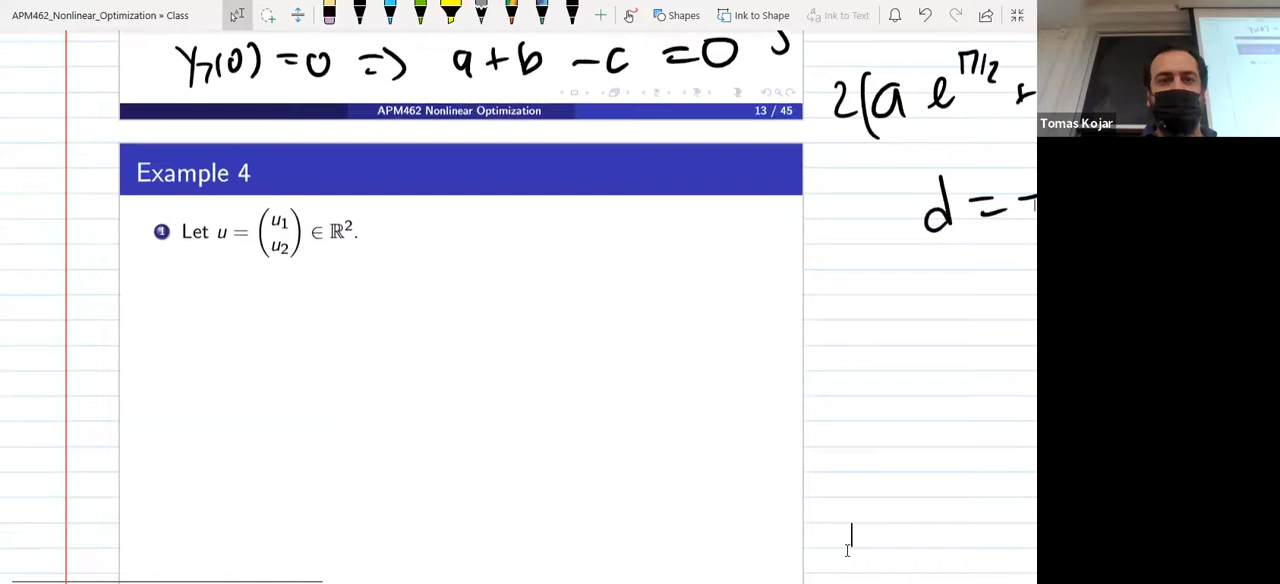 APM462_Nonlinear_Optimization » Class
Shapes
Ink to Shape
Ink to Text
y₇(0) = 0 => a + b - c = 0
APM462 Nonlinear Optimization 13 / 45
2(a e^{π/2} +
d =
Example 4
1 Let u = (u₁ u₂) ∈ ℝ².
Tomas Kojar